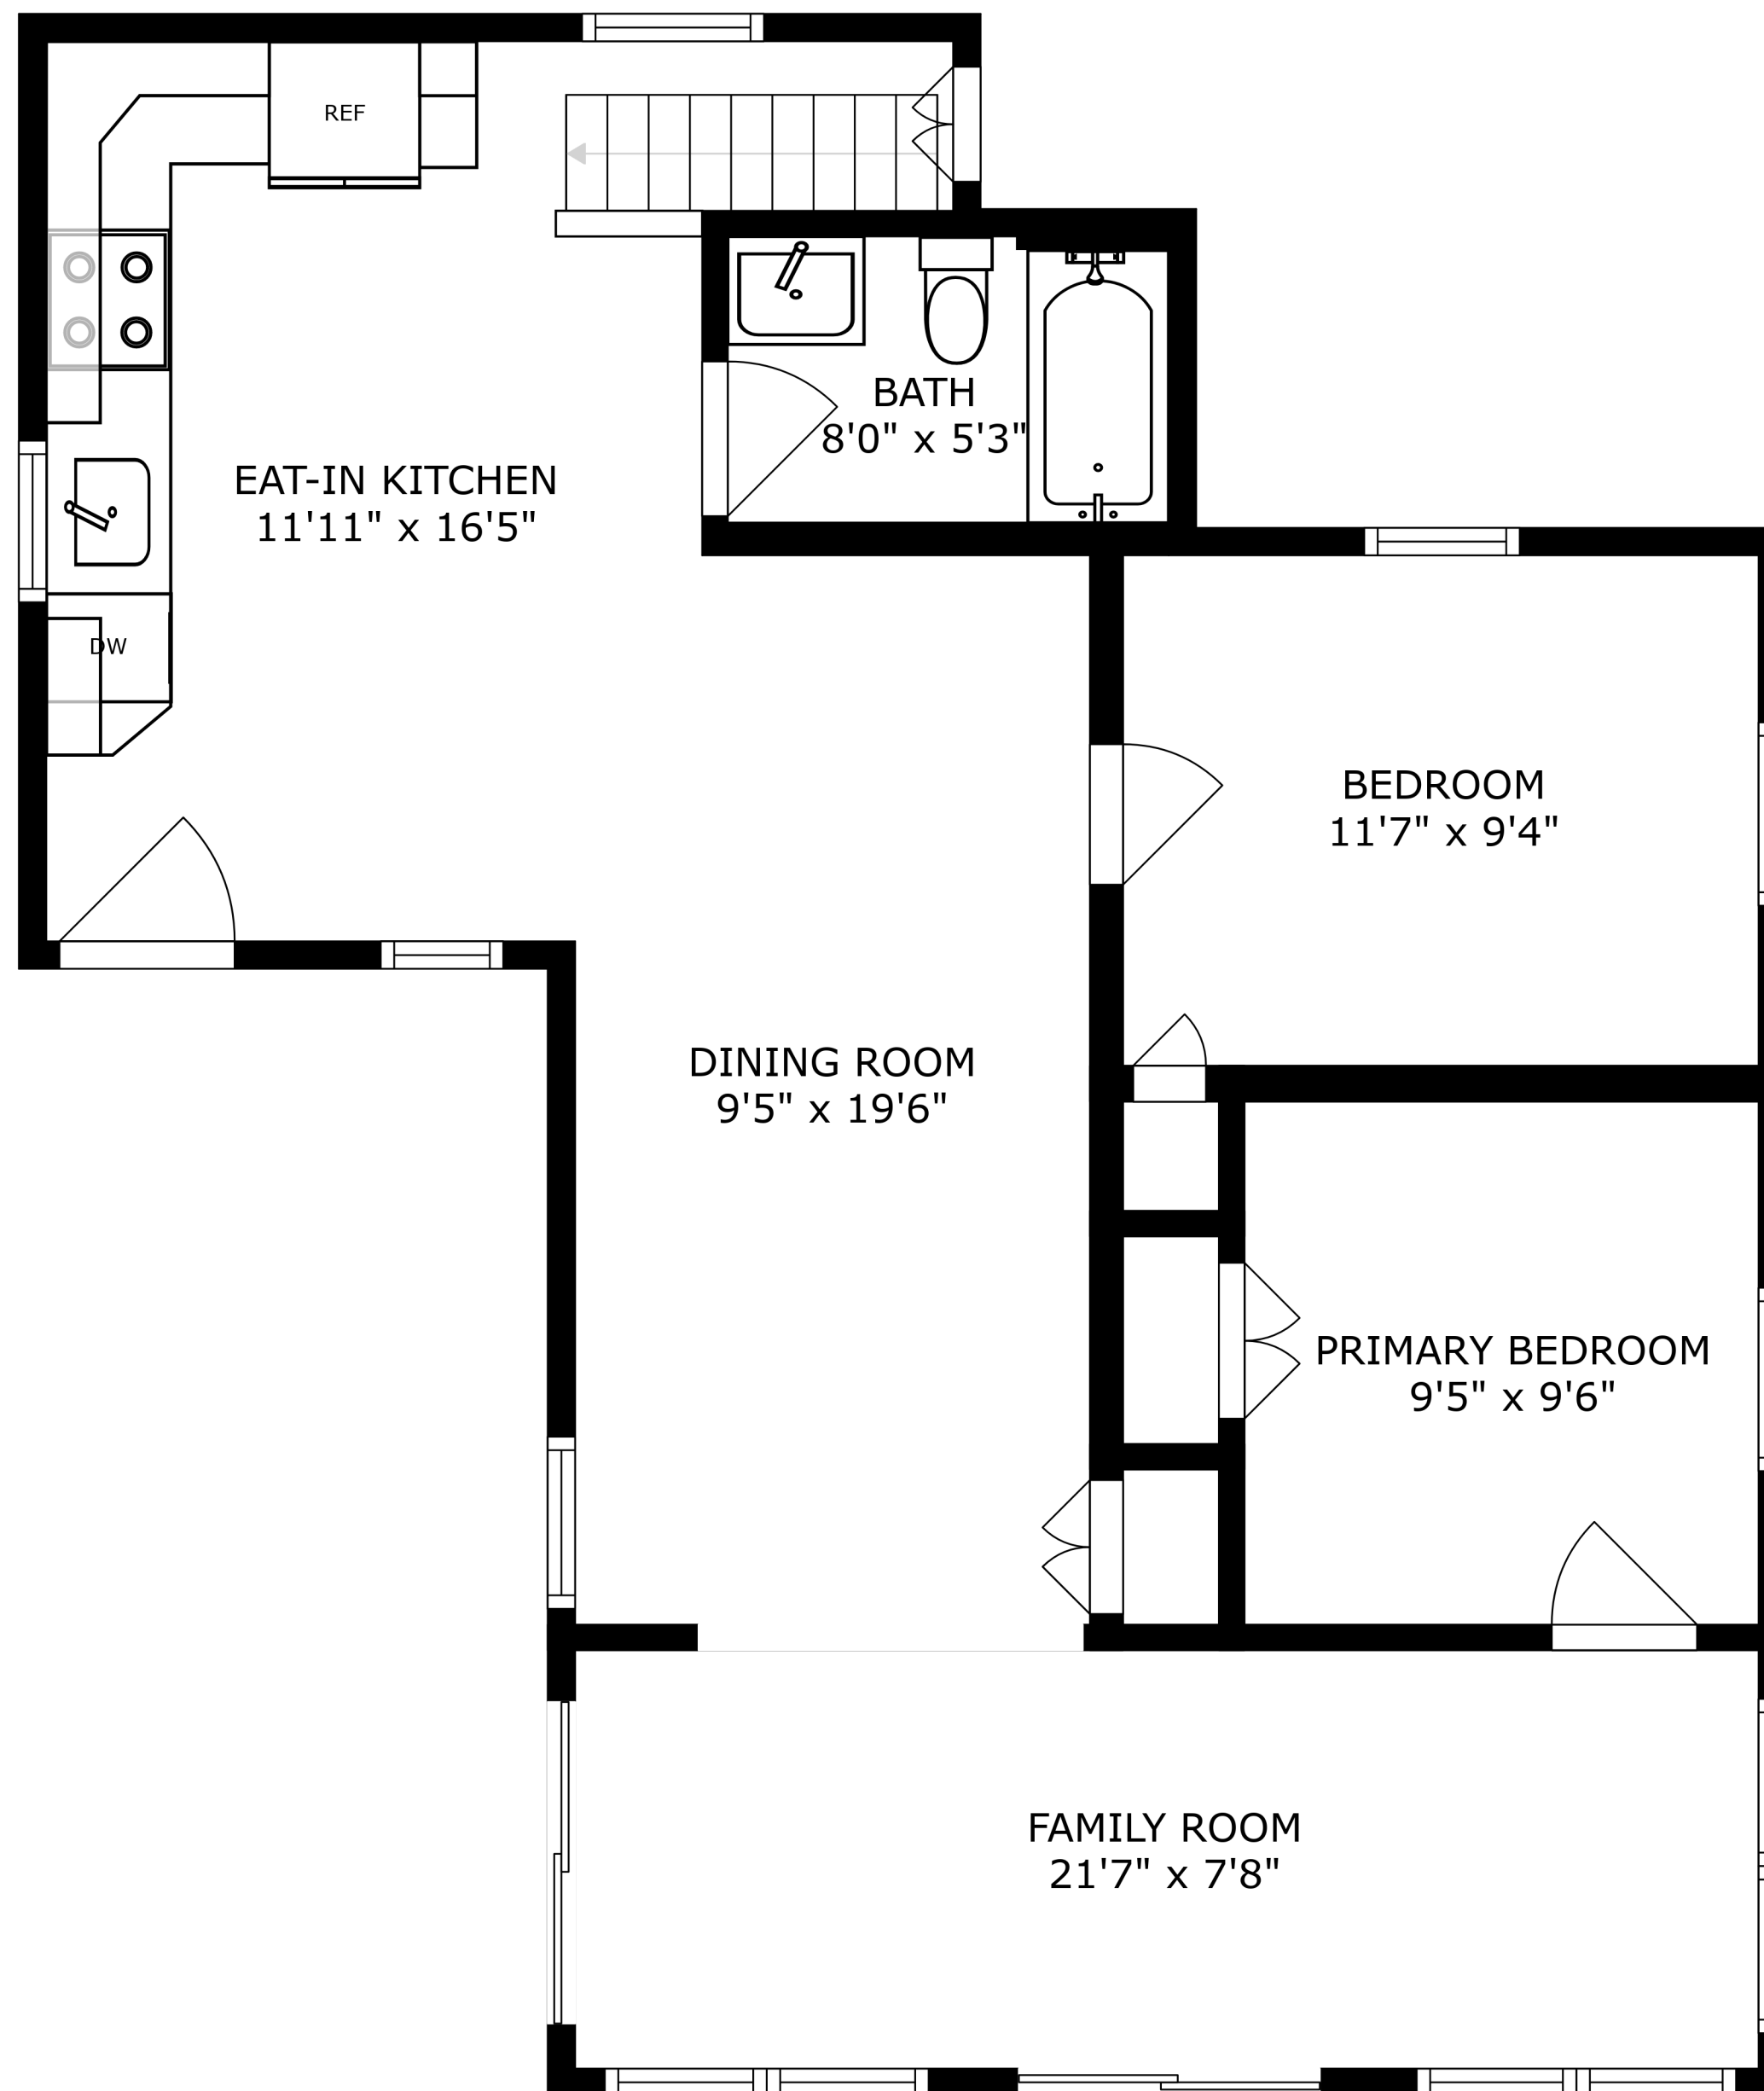 REF
BATH
8'0" x 5'3"
EAT-IN KITCHEN
11'11" x 16'5"
DW
BEDROOM
11'7" x 9'4"
DINING ROOM
9'5" x 19'6"
PRIMARY BEDROOM
9'5" x 9'6"
FAMILY ROOM
21'7" x 7'8"